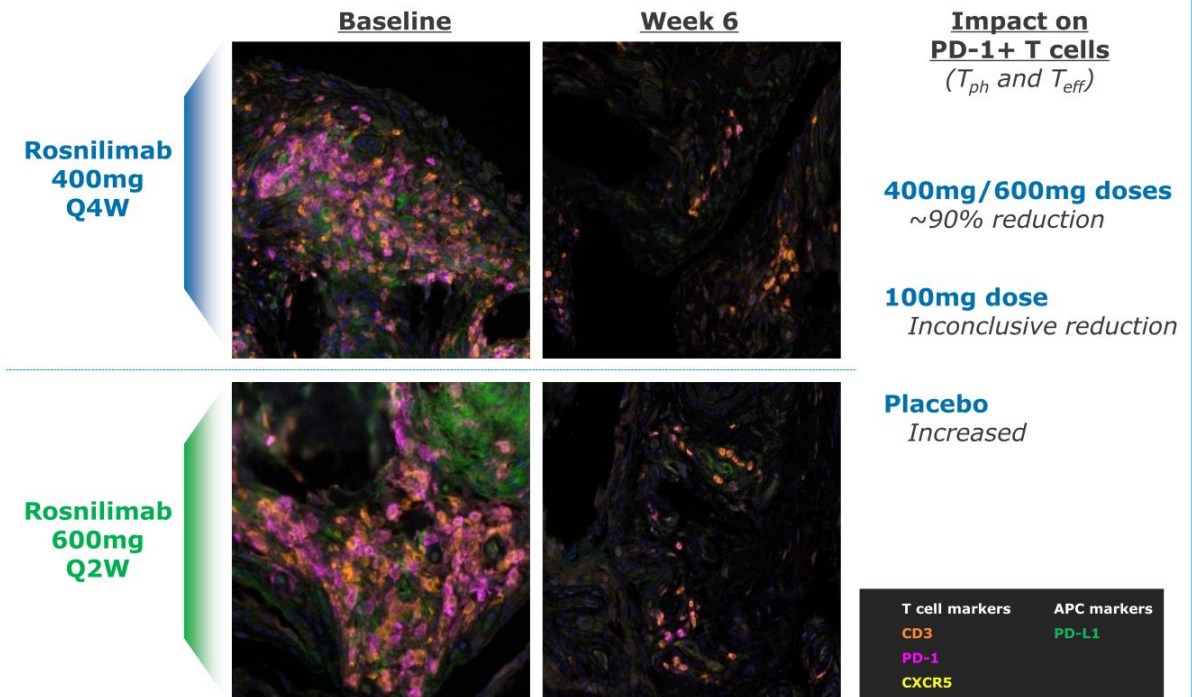 Baseline
Week 6
Impact on
PD-1+ T cells
(Tph and Teff)
Rosnilimab
400mg
Q4W
400mg/600mg doses
~90% reduction
100mg dose
Inconclusive reduction
Placebo
Increased
Rosnilimab
600mg
Q2W
T cell markers
APC markers
CD3
PD-L1
PD-1
CXCR5